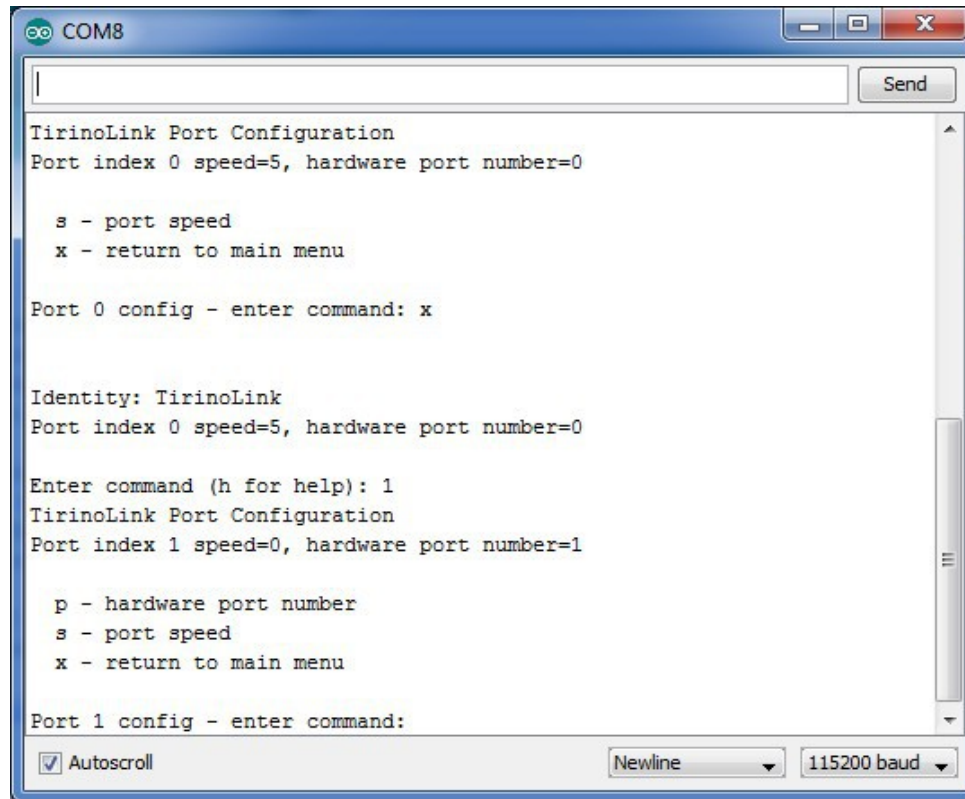 COM8
Send
TirinoLink Port Configuration
Port index 0 speed=5, hardware port number=0
s - port speed
x - return to main menu
Port 0 config - enter command: x
Identity: TirinoLink
Port index 0 speed=5, hardware port number=0
Enter command (h for help): 1
TirinoLink Port Configuration
Port index 1 speed=0, hardware port number=1
p - hardware port number
s - port speed
x - return to main menu
Port 1 config - enter command:
Autoscroll
Newline
115200 baud